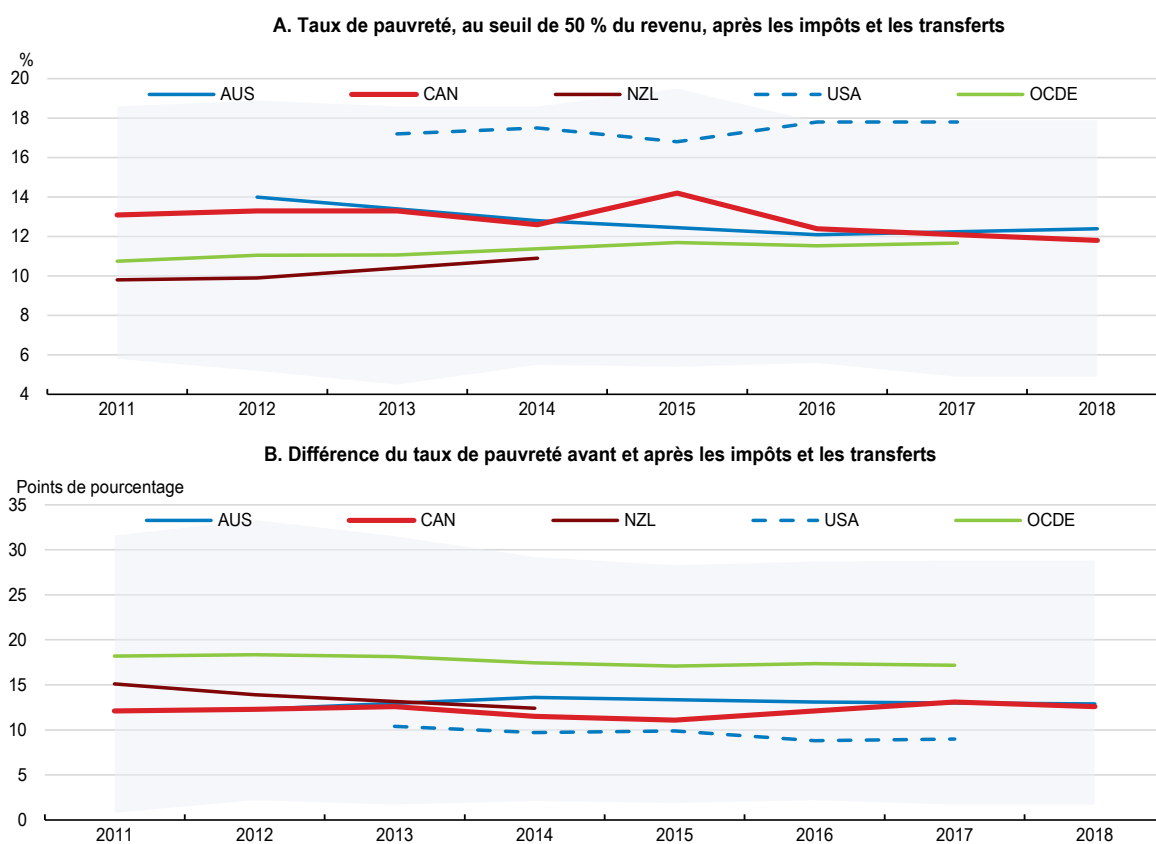 A. Taux de pauvreté, au seuil de 50 % du revenu, après les impôts et les transferts
%
20
AUS CAN NZL USA OCDE
18
16
14
12
10
8
6
4
2011 2012 2013 2014 2015 2016 2017 2018
B. Différence du taux de pauvreté avant et après les impôts et les transferts
Points de pourcentage
35
AUS CAN NZL USA OCDE
30
25
20
15
10
5
0
2011 2012 2013 2014 2015 2016 2017 2018